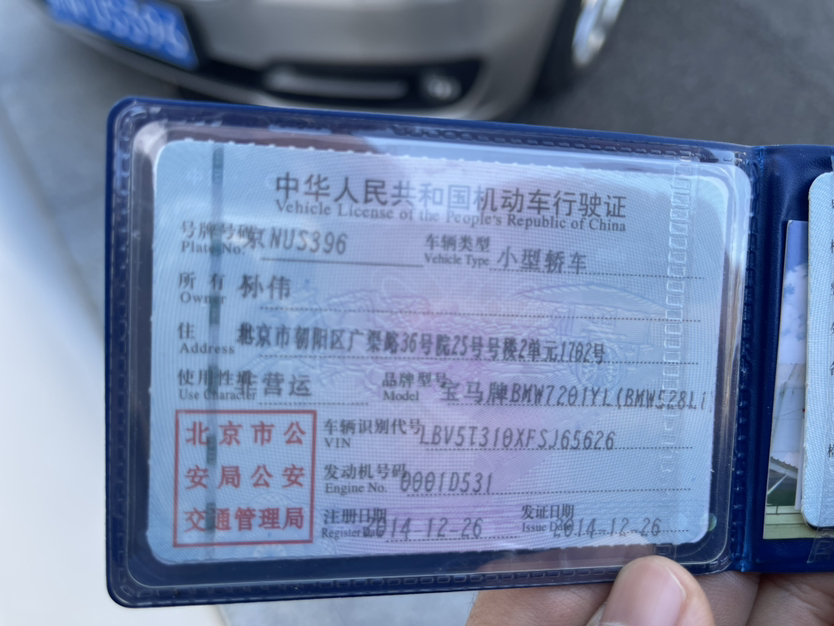 中华人民共和国机动车行驶证
Vehicle License of the People's Republic of China
号牌号码 京NUS396 车辆类型 小型轿车
Plate No. Vehicle Type
所有人 孙伟
Owner
住址 北京市朝阳区广渠路36号院25号号楼2单元1702号
Address
使用性质 非营运 品牌型号 宝马牌BMW7201YL(BMW528Li
Use Character Model
北京市公
安局公安
交通管理局
车辆识别代号 LBV5T310XFSJ65626
VIN
发动机号码 0001D531
Engine No.
注册日期 2014-12-26 发证日期 2014-12-26
Register Date Issue Date